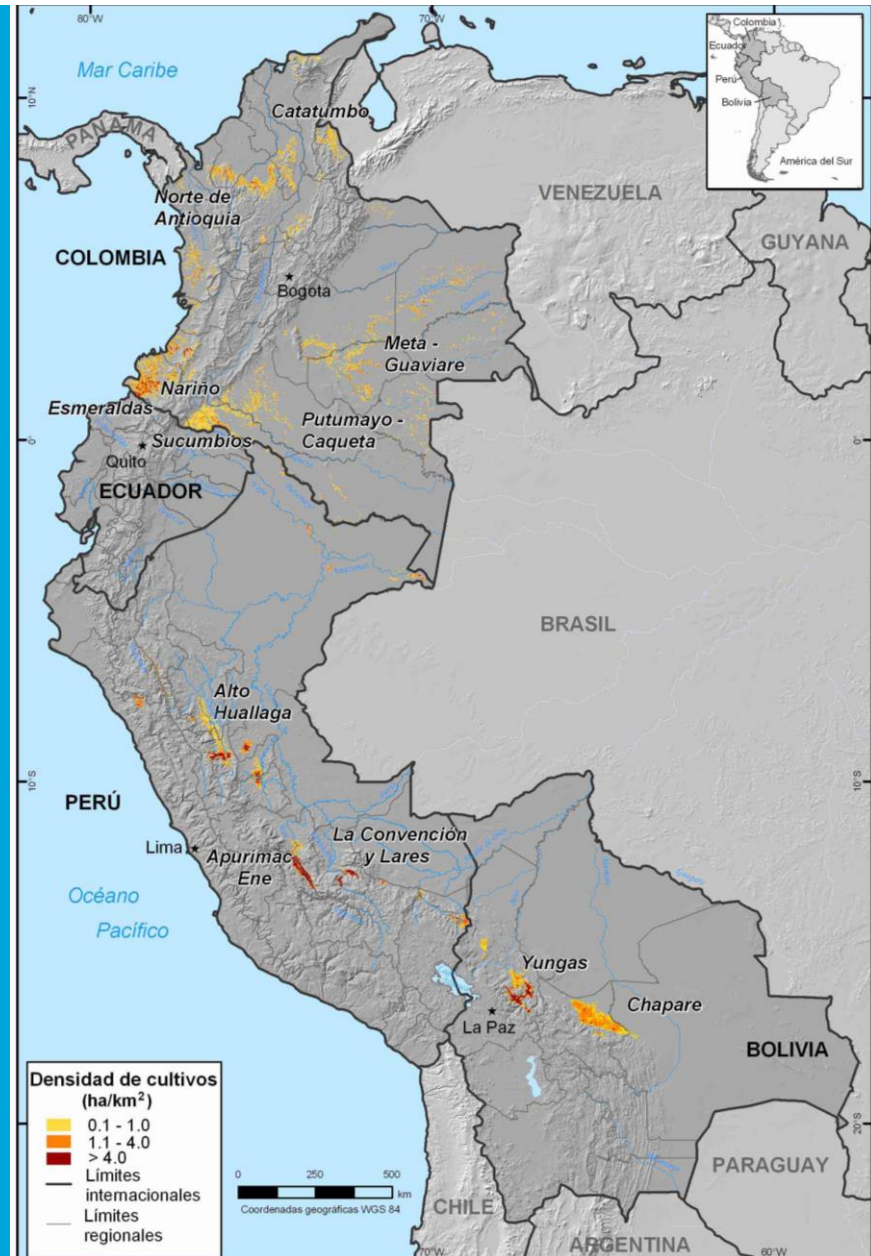 80°W
70°W
Mar Caribe
Colombia
Ecuador
Perú
Bolivia
América del Sur
10°N
PANAMA
Catatumbo
VENEZUELA
Norte de
Antioquia
GUYANA
COLOMBIA
Bogota
Meta -
Guaviare
Nariño
Esmeraldas
Putumayo -
Caqueta
Sucumbios
0°
Quito
ECUADOR
BRASIL
Alto
Huallaga
10°S
10°S
PERÚ
Lima
La Convención
y Lares
Apurimac
Ene
Océano
Pacífico
Yungas
Chapare
La Paz
BOLIVIA
Densidad de cultivos
(ha/km²)
0.1 - 1.0
1.1 - 4.0
> 4.0
Límites
internacionales
Límites
regionales
0 250 500
km
Coordenadas geográficas WGS 84
20°S
PARAGUAY
CHILE
ARGENTINA
70°W
60°W